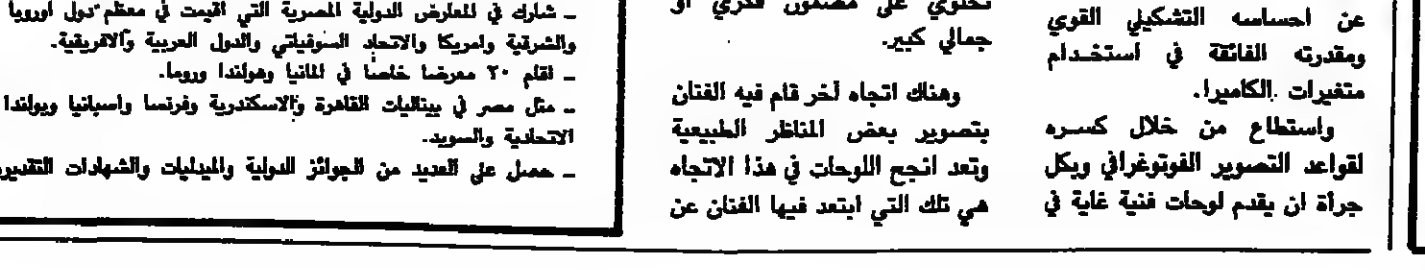 عن احساسه التشكيلي القوي
ومقدرته الفائقة في استخدام
متغيرات الكاميرا.
واستطاع من خلال كسره
لقواعد التصوير الفوتوغرافي وبكل
جرأة ان يقدم لوحات فنية غاية في
تحتوي على مضمون فكري او
جمالي كبير.
وهناك اتجاه آخر قام فيه الفنان
بتصوير بعض المناظر الطبيعية
وتعد انجح اللوحات في هذا الاتجاه
هي تلك التي ابتعد فيها الفنان عن
ـ شارك في المعارض الدولية المصرية التي اقيمت في معظم دول اوروبا
والشرقية وامريكا والاتحاد السوفياتي والدول العربية والافريقية.
ـ اقام ٢٠ معرضا خاصا في المانيا وهولندا وروما.
ـ مثل مصر في بيناليات القاهرة والاسكندرية وفرنسا واسبانيا وبولندا
الاتحادية والسويد.
ـ حصل على العديد من الجوائز الدولية والميدليات والشهادات